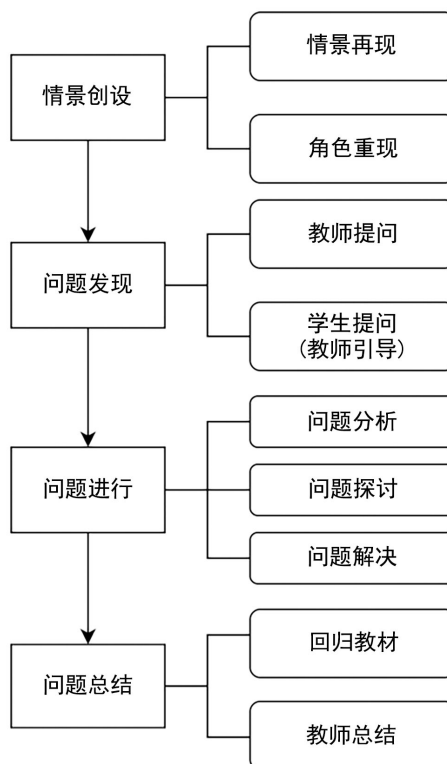 情景再现
情景创设
角色重现
教师提问
问题发现
学生提问
(教师引导)
问题分析
问题进行
问题探讨
问题解决
回归教材
问题总结
教师总结